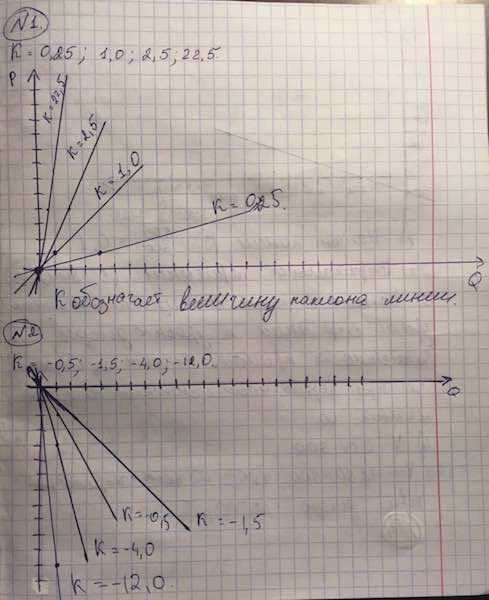 №1.
K = 0,25; 1,0; 2,5; 22,5.
P
K=22,5
K=2,5
K=1,0
K=0,25.
Q
K обозначает величину наклона линии.
№2
K = -0,5; -1,5; -4,0; -12,0.
P
Q
K=-0,5
K=-1,5
K=-4,0
K=-12,0.